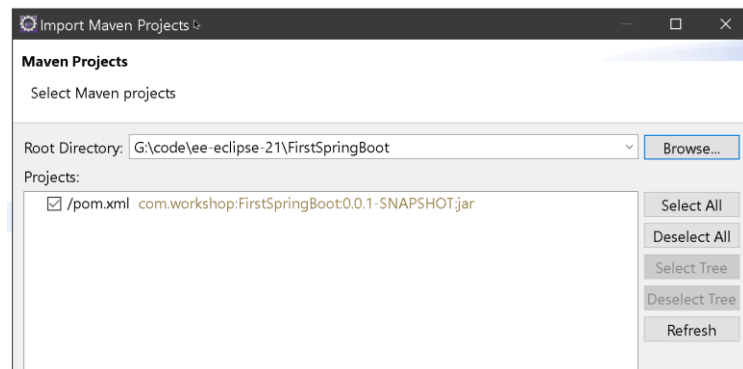 Import Maven Projects
Maven Projects
Select Maven projects
Root Directory: G:\code\ee-eclipse-21\FirstSpringBoot Browse...
Projects:
/pom.xml com.workshop:FirstSpringBoot:0.0.1-SNAPSHOT:jar
Select All
Deselect All
Select Tree
Deselect Tree
Refresh